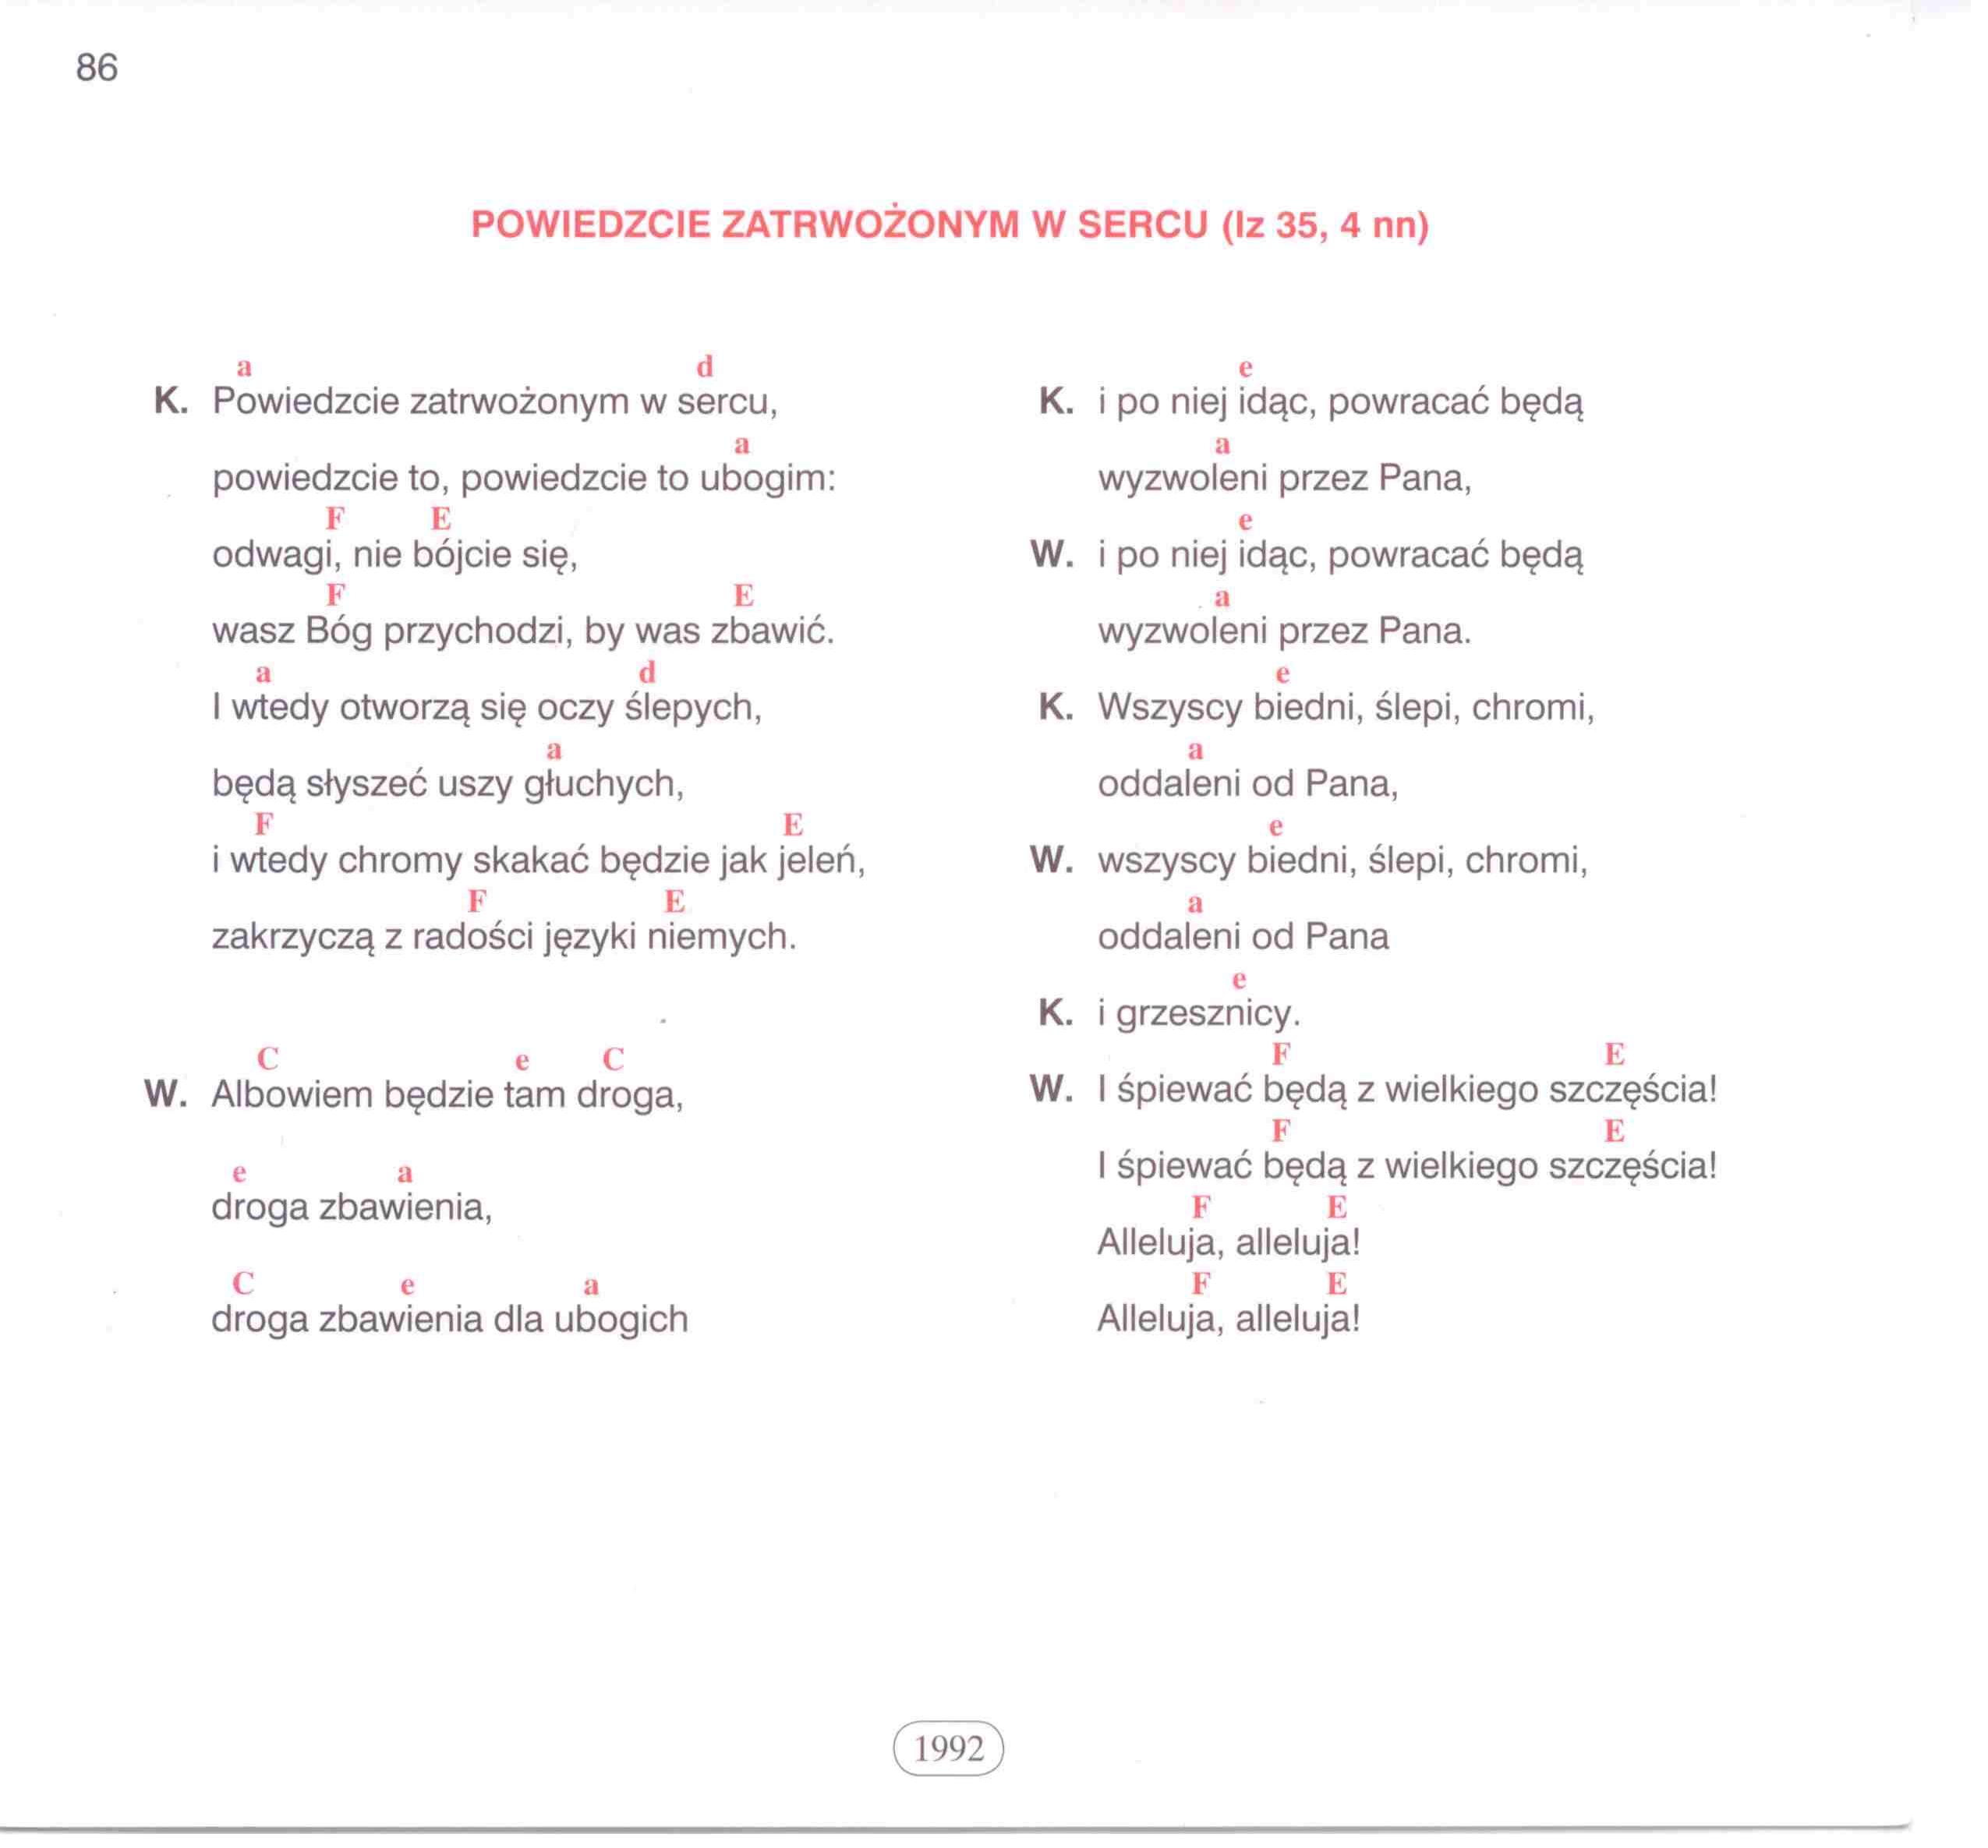 86
POWIEDZCIE ZATRWOŻONYM W SERCU (Iz 35, 4 nn)
a d
K. Powiedzcie zatrwożonym w sercu,
a
powiedzcie to, powiedzcie to ubogim:
F E
odwagi, nie bójcie się,
F E
wasz Bóg przychodzi, by was zbawić.
a d
I wtedy otworzą się oczy ślepych,
a
będą słyszeć uszy głuchych,
F E
i wtedy chromy skakać będzie jak jeleń,
F E
zakrzyczą z radości języki niemych.
C e C
W. Albowiem będzie tam droga,
e a
droga zbawienia,
C e a
droga zbawienia dla ubogich
e
K. i po niej idąc, powracać będą
a
wyzwoleni przez Pana,
e
W. i po niej idąc, powracać będą
a
wyzwoleni przez Pana.
e
K. Wszyscy biedni, ślepi, chromi,
a
oddaleni od Pana,
e
W. wszyscy biedni, ślepi, chromi,
a
oddaleni od Pana
e
K. i grzesznicy.
F E
W. I śpiewać będą z wielkiego szczęścia!
F E
I śpiewać będą z wielkiego szczęścia!
F E
Alleluja, alleluja!
F E
Alleluja, alleluja!
1992